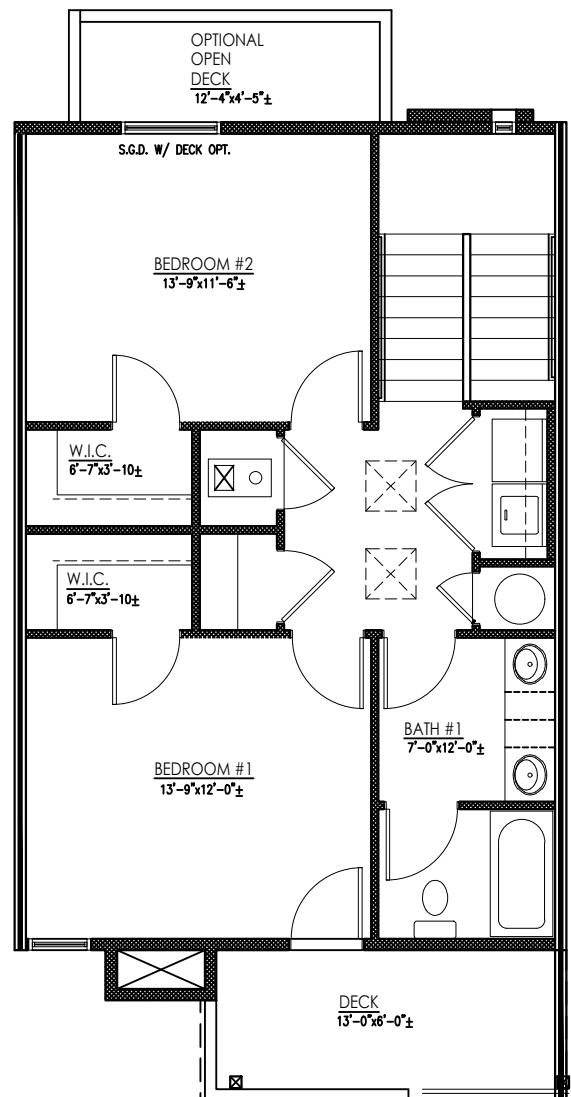 OPTIONAL
OPEN
DECK
12'-4"x4'-5"±
S.G.D. W/ DECK OPT.
BEDROOM #2
13'-9"x11'-6"±
W.I.C.
6'-7"x3'-10±
W.I.C.
6'-7"x3'-10±
BATH #1
7'-0"x12'-0"±
BEDROOM #1
13'-9"x12'-0"±
DECK
13'-0"x6'-0"±